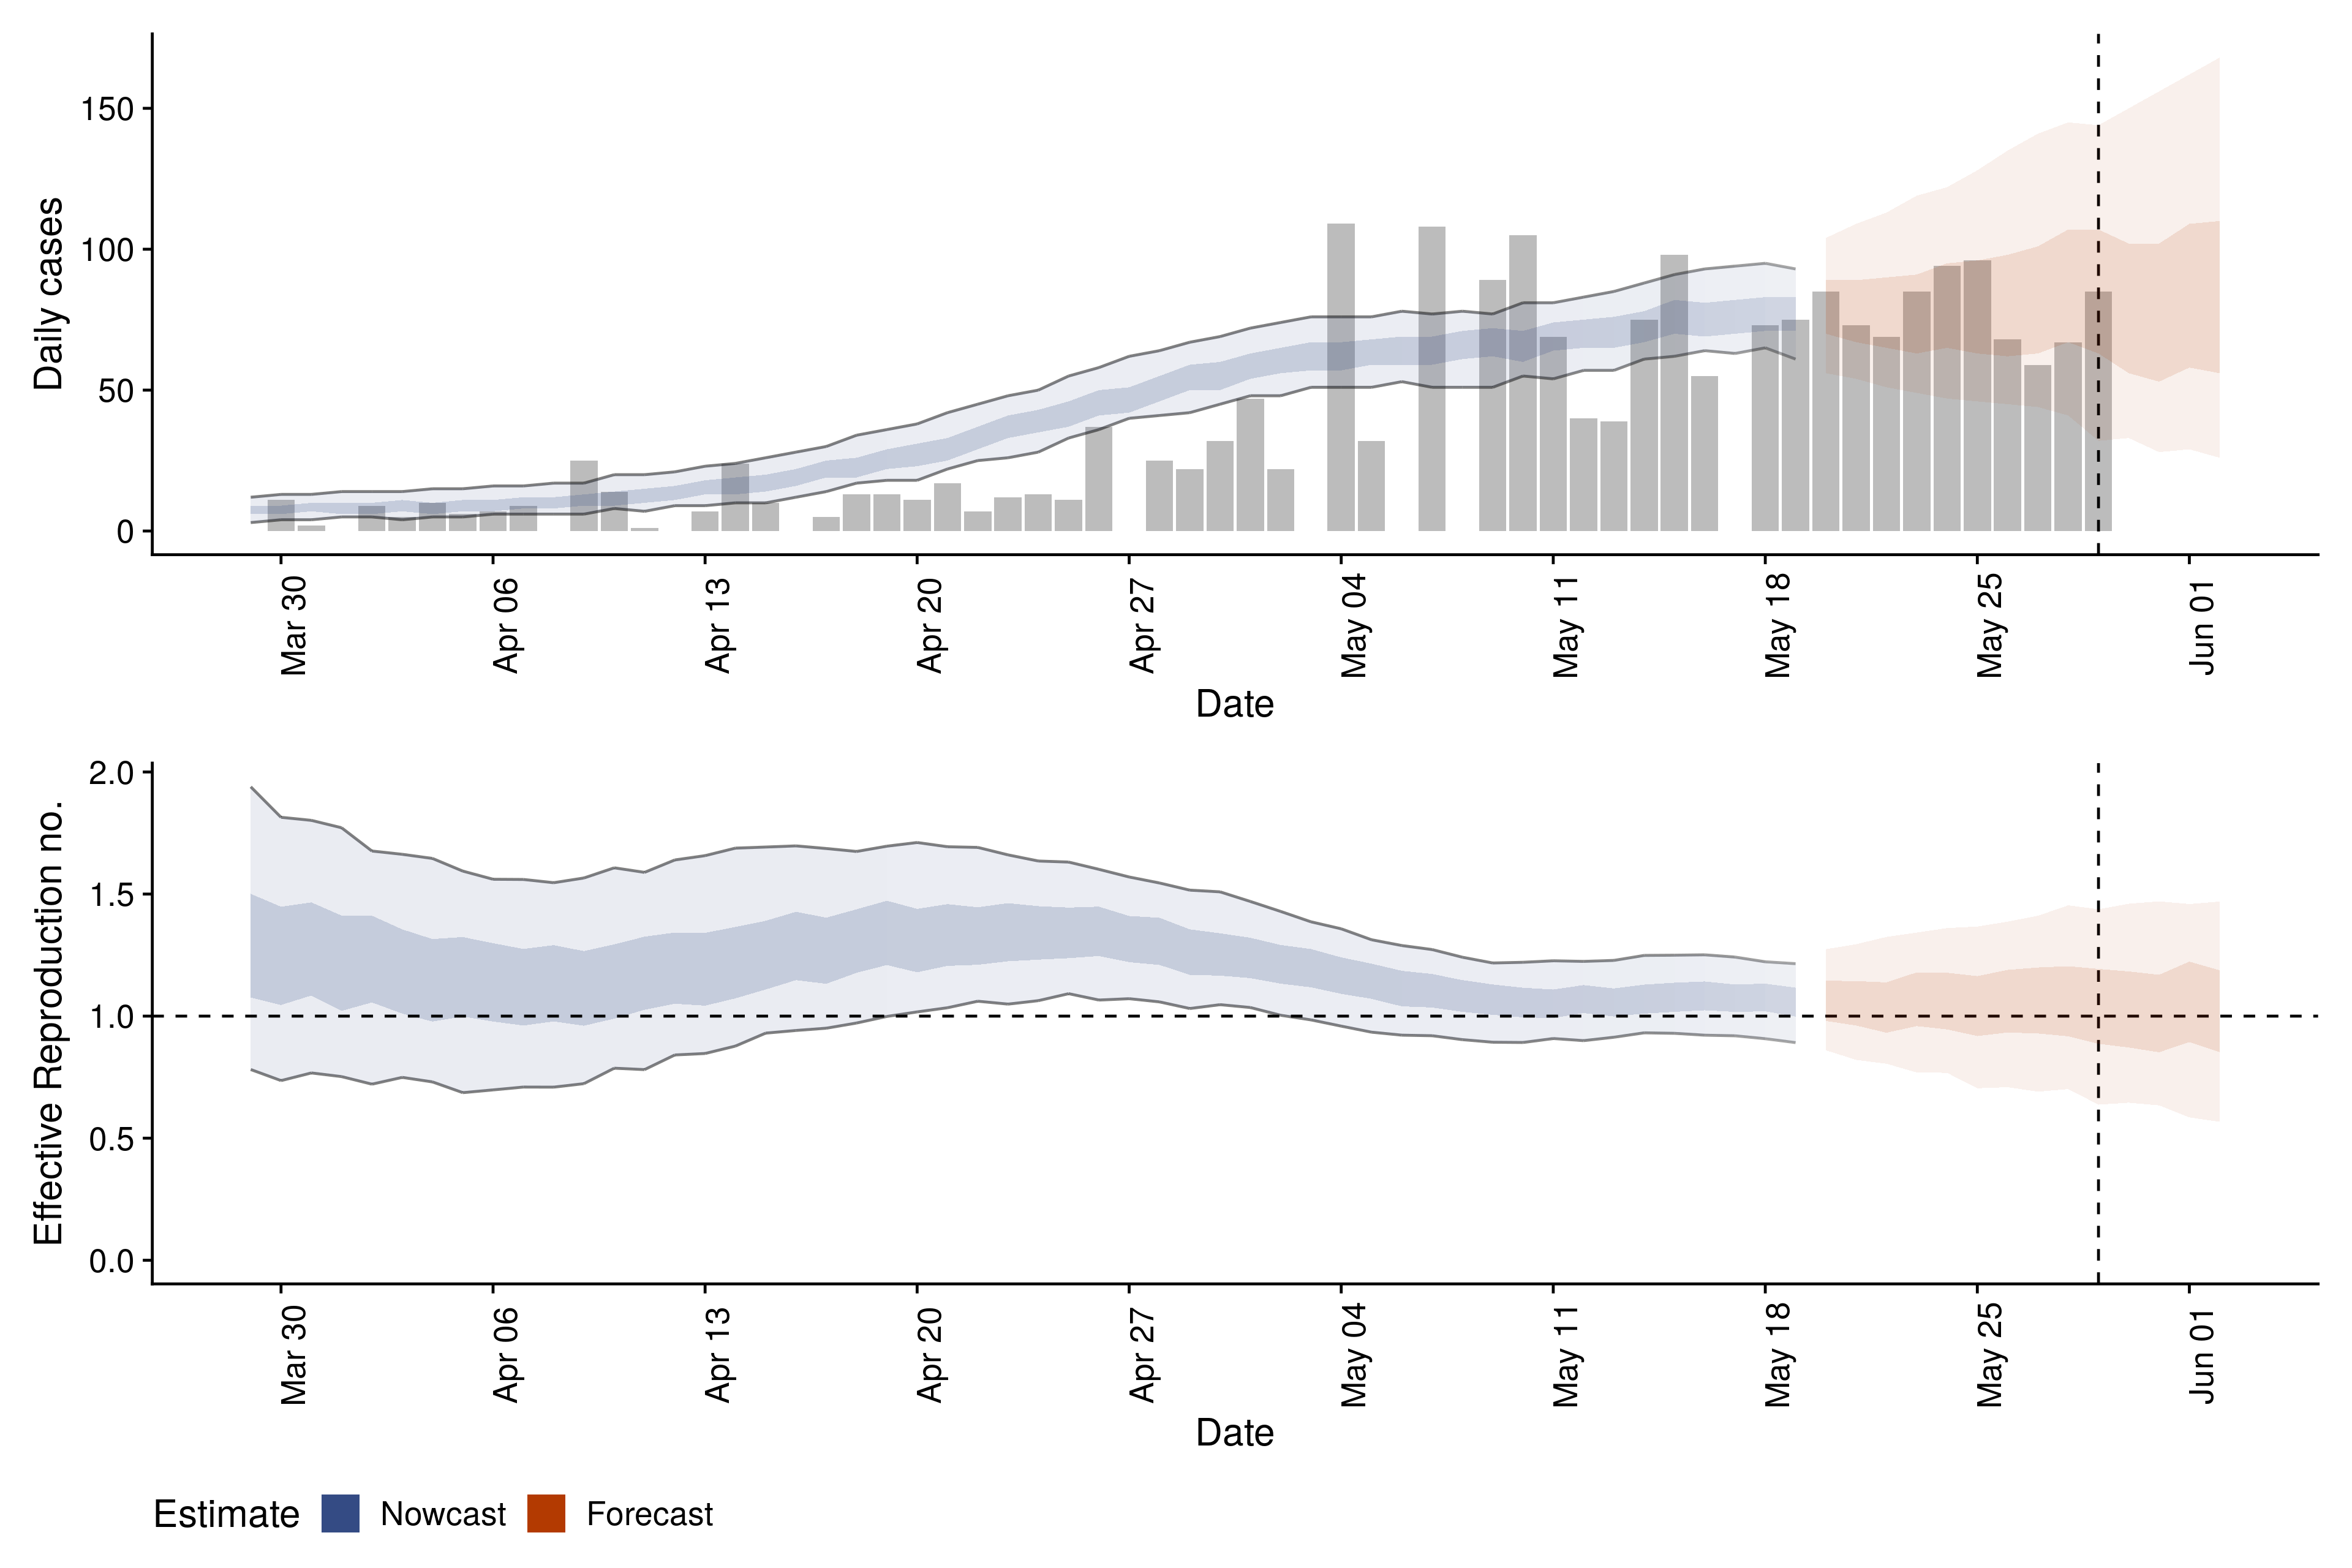 Daily cases
150
100
50
0
Mar 30
Apr 06
Apr 13
Apr 20
Apr 27
May 04
May 11
May 18
May 25
Jun 01
Date
Effective Reproduction no.
2.0
1.5
1.0
0.5
0.0
Mar 30
Apr 06
Apr 13
Apr 20
Apr 27
May 04
May 11
May 18
May 25
Jun 01
Date
Estimate Nowcast Forecast